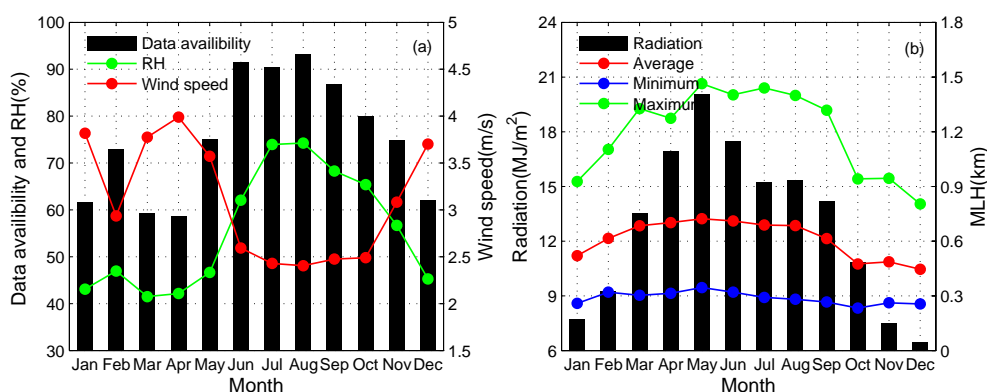 100
90
80
70
60
50
40
30
Data availibility and RH(%)
Data availibility
RH
Wind speed
(a)
5
4.5
4
3.5
3
2.5
2
1.5
Wind speed(m/s)
Jan Feb Mar Apr May Jun Jul Aug Sep Oct Nov Dec
Month
24
21
18
15
12
9
6
Radiation(MJ/m²)
Radiation
Average
Minimum
Maximum
(b)
1.8
1.5
1.2
0.9
0.6
0.3
0
MLH(km)
Jan Feb Mar Apr May Jun Jul Aug Sep Oct Nov Dec
Month